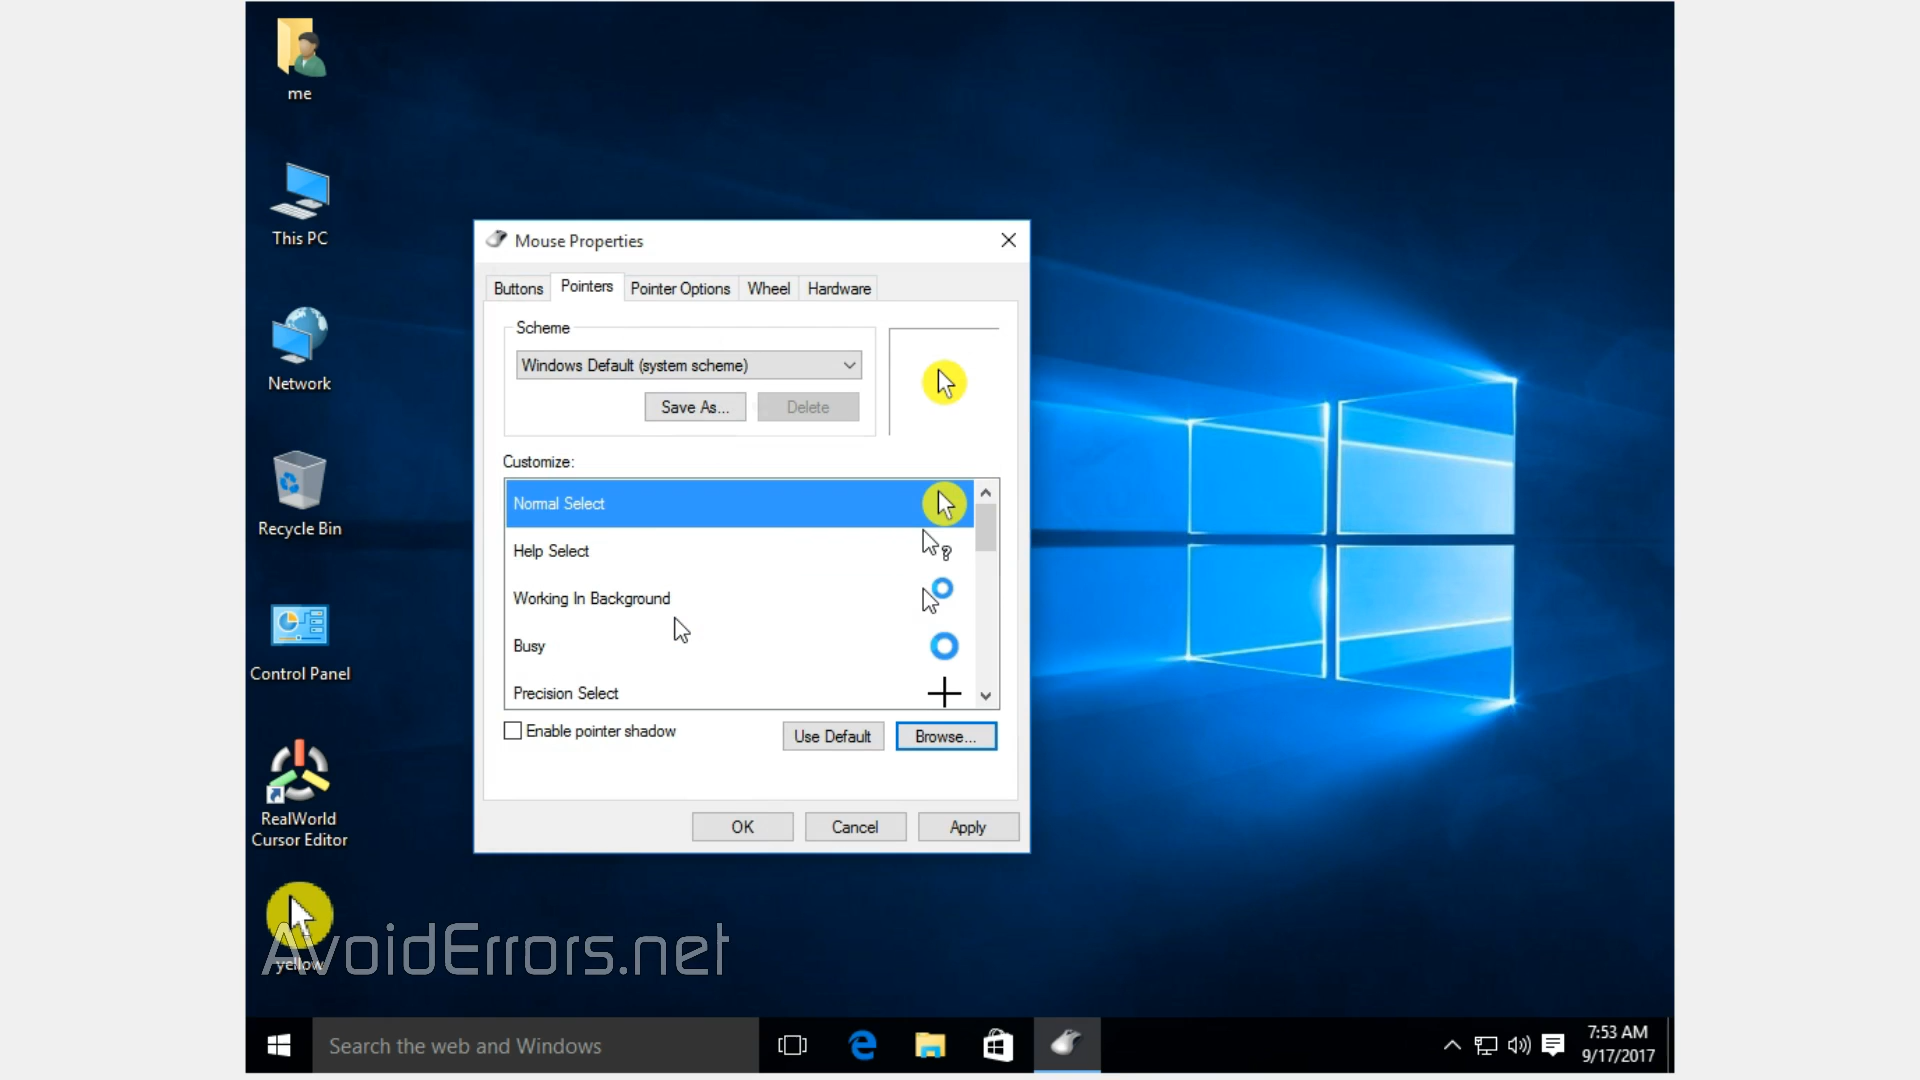 me
This PC
Network
Recycle Bin
Control Panel
RealWorld
Cursor Editor
yellow
AvoidErrors.net
Mouse Properties
Buttons
Pointers
Pointer Options
Wheel
Hardware
Scheme
Windows Default (system scheme)
Save As...
Delete
Customize:
Normal Select
Help Select
Working In Background
Busy
Precision Select
Enable pointer shadow
Use Default
Browse...
OK
Cancel
Apply
Search the web and Windows
7:53 AM
9/17/2017